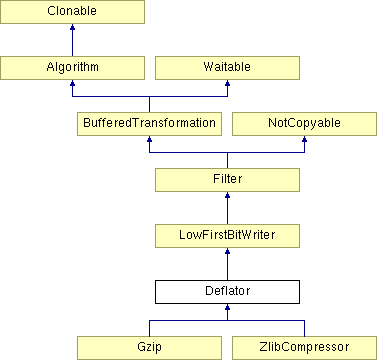 Clonable
Algorithm
Waitable
BufferedTransformation
NotCopyable
Filter
LowFirstBitWriter
Deflator
Gzip
ZlibCompressor